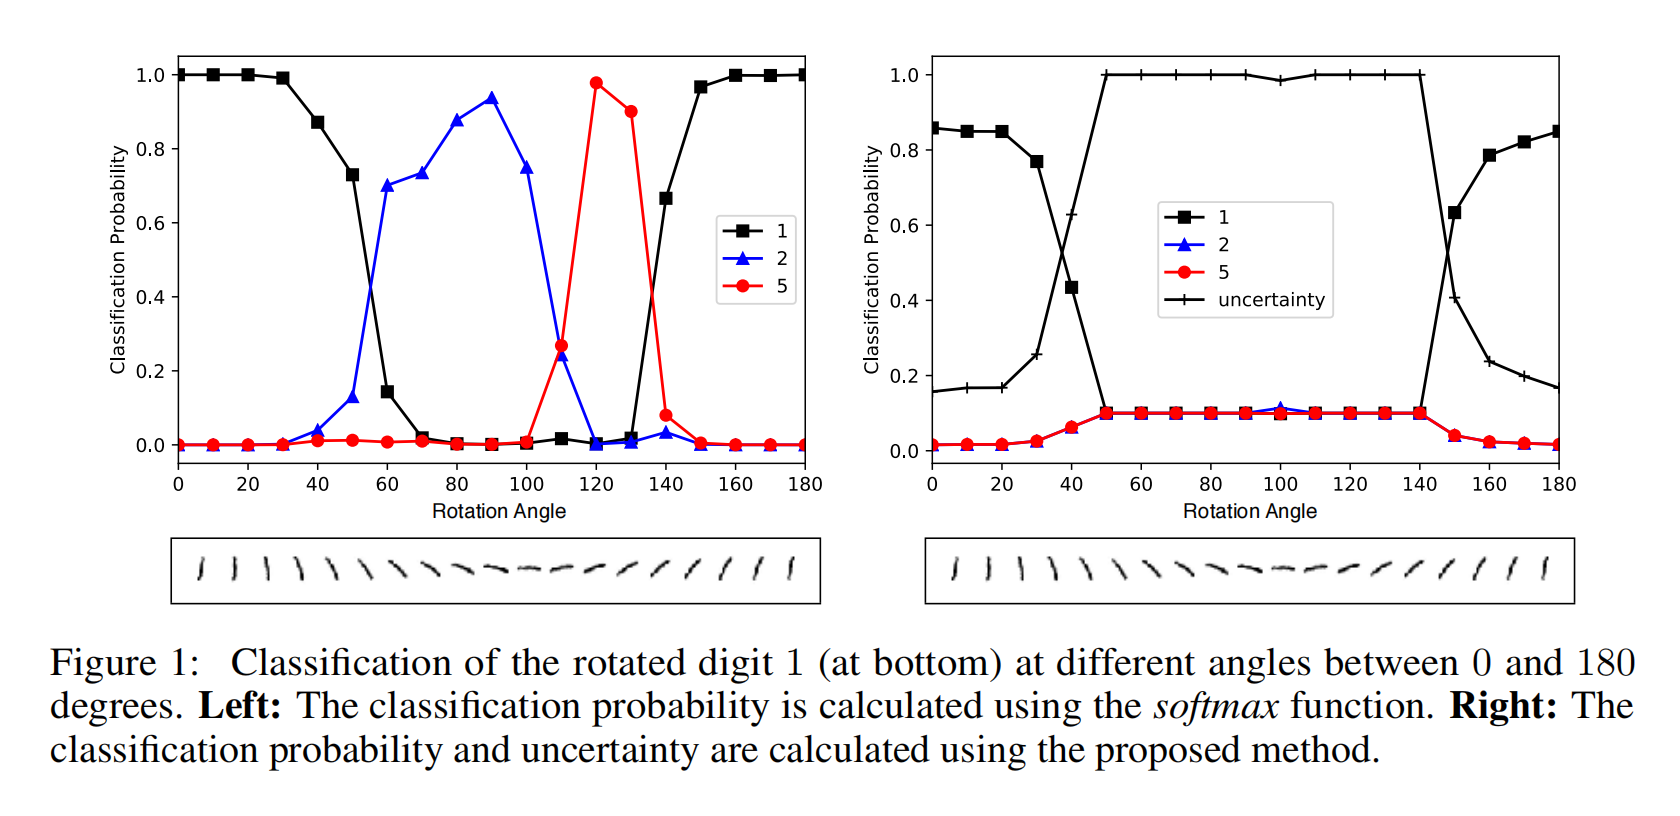 1.0
0.8
0.6
0.4
0.2
0.0
Classification Probability
1
2
5
0 20 40 60 80 100 120 140 160 180
Rotation Angle
1.0
0.8
0.6
0.4
0.2
0.0
Classification Probability
1
2
5
uncertainty
0 20 40 60 80 100 120 140 160 180
Rotation Angle
Figure 1: Classification of the rotated digit 1 (at bottom) at different angles between 0 and 180
degrees. Left: The classification probability is calculated using the softmax function. Right: The
classification probability and uncertainty are calculated using the proposed method.